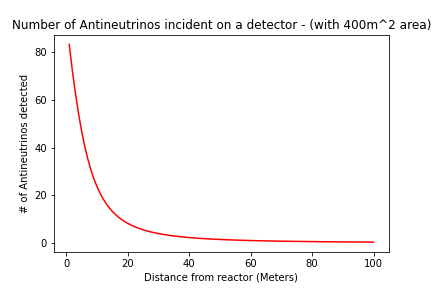 Number of Antineutrinos incident on a detector - (with 400m^2 area)
# of Antineutrinos detected
80
60
40
20
0
0 20 40 60 80 100
Distance from reactor (Meters)